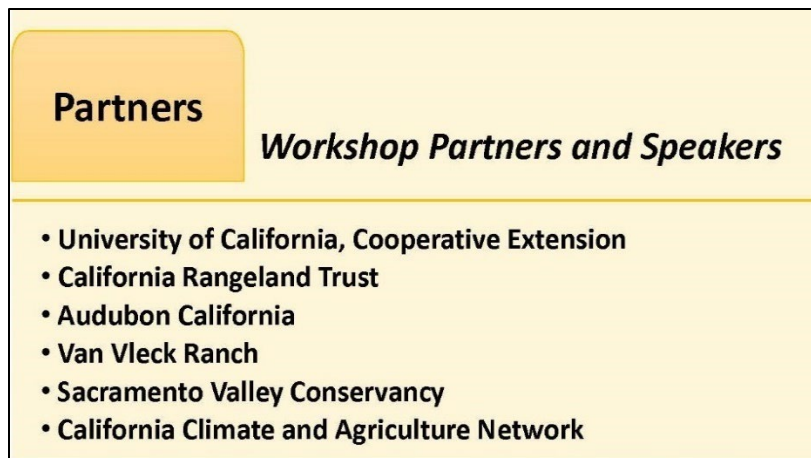 Partners
Workshop Partners and Speakers
• University of California, Cooperative Extension
• California Rangeland Trust
• Audubon California
• Van Vleck Ranch
• Sacramento Valley Conservancy
• California Climate and Agriculture Network